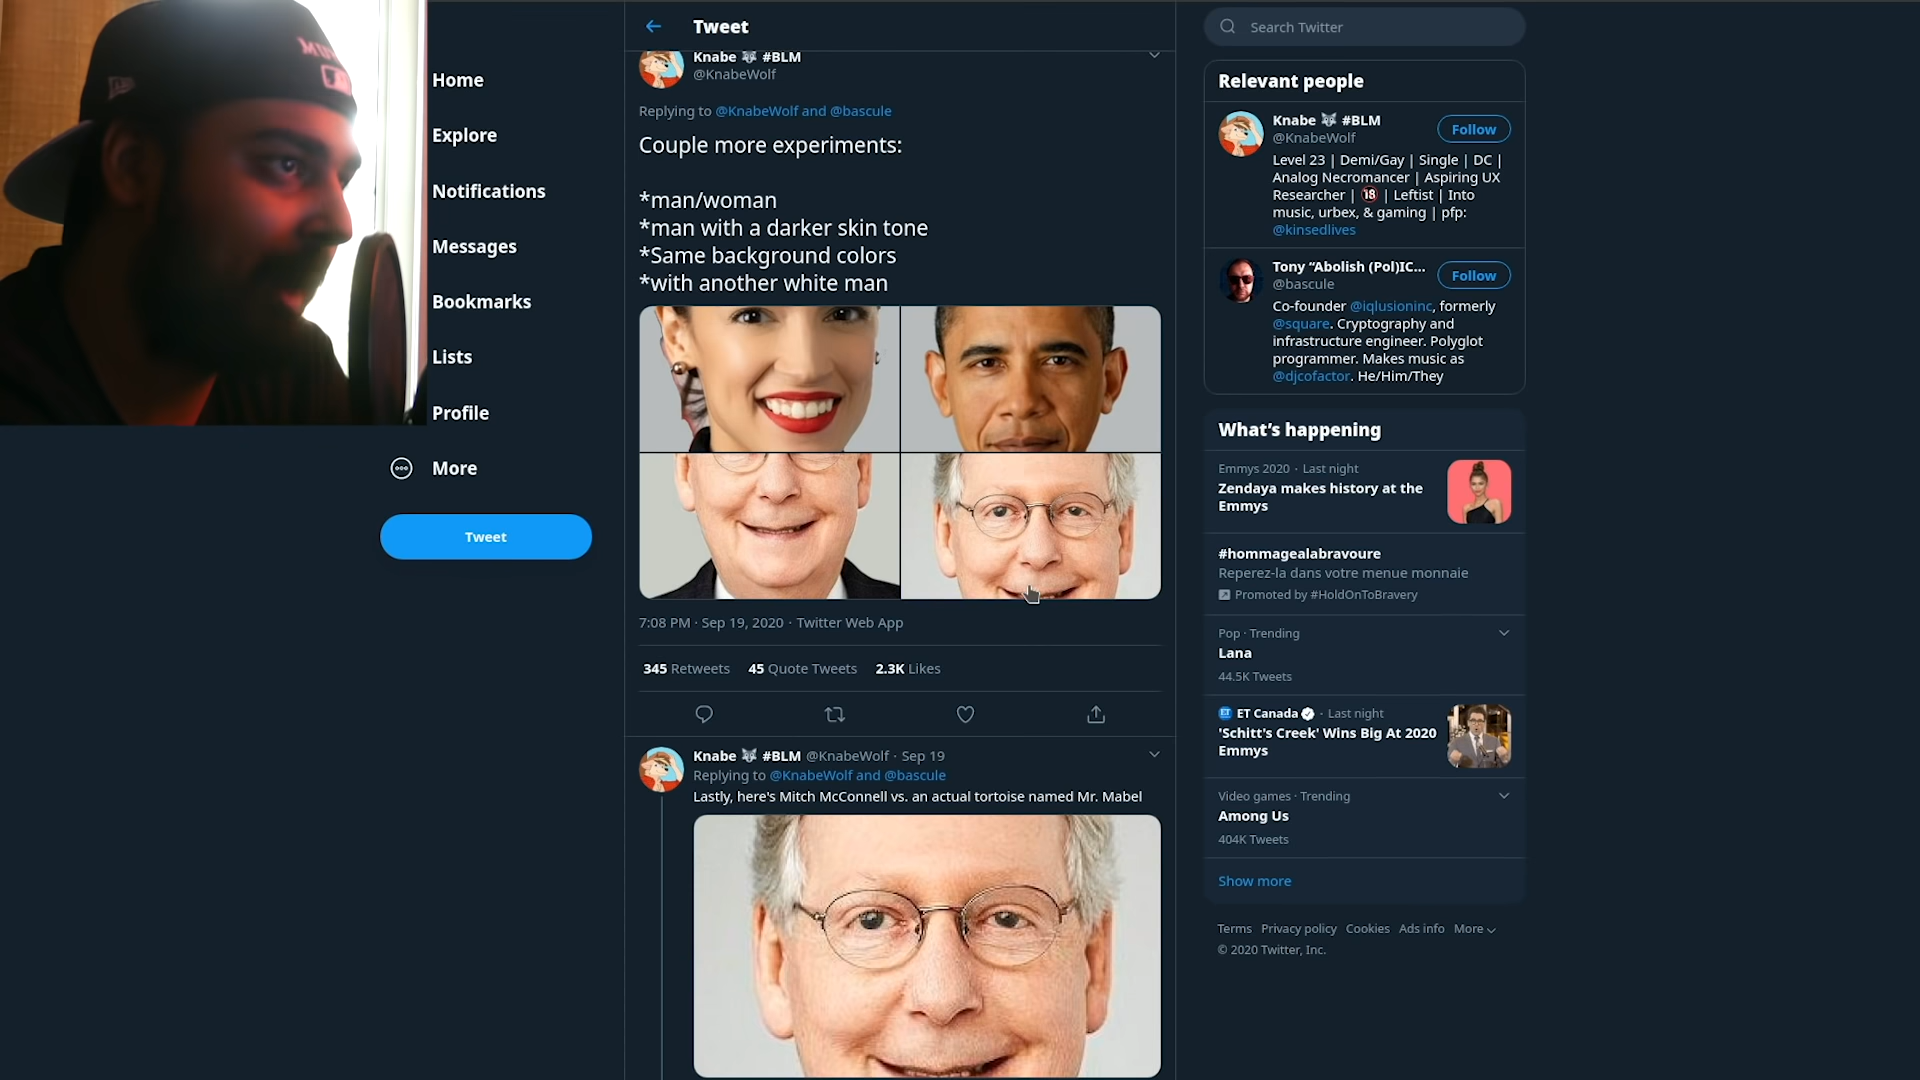 Home
Explore
Notifications
Messages
Bookmarks
Lists
Profile
More
Tweet
Tweet
Knabe 🐺 #BLM
@KnabeWolf
Replying to @KnabeWolf and @bascule
Couple more experiments:
*man/woman
*man with a darker skin tone
*Same background colors
*with another white man
7:08 PM · Sep 19, 2020 · Twitter Web App
345 Retweets 45 Quote Tweets 2.3K Likes
Knabe 🐺 #BLM @KnabeWolf · Sep 19
Replying to @KnabeWolf and @bascule
Lastly, here's Mitch McConnell vs. an actual tortoise named Mr. Mabel
Search Twitter
Relevant people
Knabe 🐺 #BLM
@KnabeWolf
Follow
Level 23 | Demi/Gay | Single | DC |
Analog Necromancer | Aspiring UX
Researcher | 🔞 | Leftist | Into
music, urbex, & gaming | pfp:
@kinsedlives
Tony “Abolish (Pol)IC...
@bascule
Follow
Co-founder @iqlusioninc, formerly
@square. Cryptography and
infrastructure engineer. Polyglot
programmer. Makes music as
@djcofactor. He/Him/They
What’s happening
Emmys 2020 · Last night
Zendaya makes history at the
Emmys
#hommagealabravoure
Reperez-la dans votre menue monnaie
Promoted by #HoldOnToBravery
Pop · Trending
Lana
44.5K Tweets
ET Canada · Last night
'Schitt's Creek' Wins Big At 2020
Emmys
Video games · Trending
Among Us
404K Tweets
Show more
Terms Privacy policy Cookies Ads info More
© 2020 Twitter, Inc.